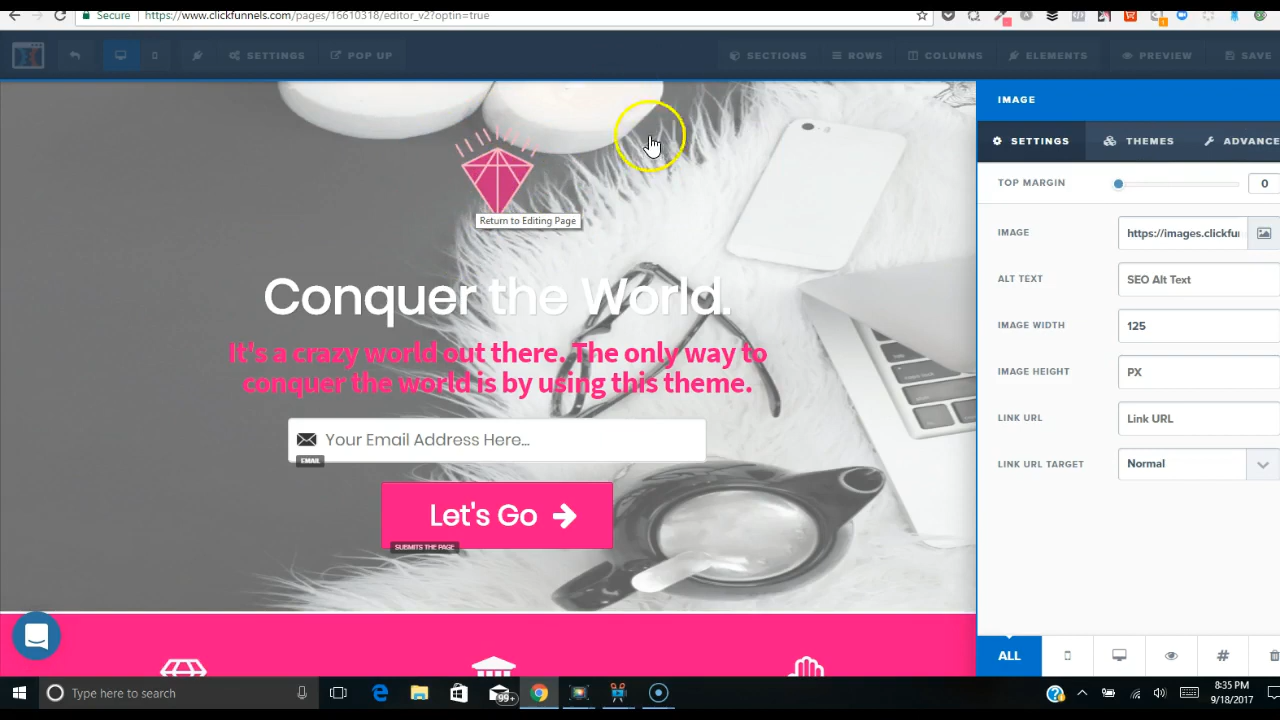 Secure
https://www.clickfunnels.com/pages/16610318/editor_v2?optin=true
SETTINGS
POP UP
SECTIONS
ROWS
COLUMNS
ELEMENTS
PREVIEW
SAVE
IMAGE
SETTINGS
THEMES
ADVANCE
TOP MARGIN
0
IMAGE
https://images.clickfu
ALT TEXT
SEO Alt Text
IMAGE WIDTH
125
IMAGE HEIGHT
PX
LINK URL
Link URL
LINK URL TARGET
Normal
ALL
Return to Editing Page
Conquer the World.
It's a crazy world out there. The only way to
conquer the world is by using this theme.
Your Email Address Here...
EMAIL
Let's Go
SUBMITS THE PAGE
Type here to search
99+
8:35 PM
9/18/2017